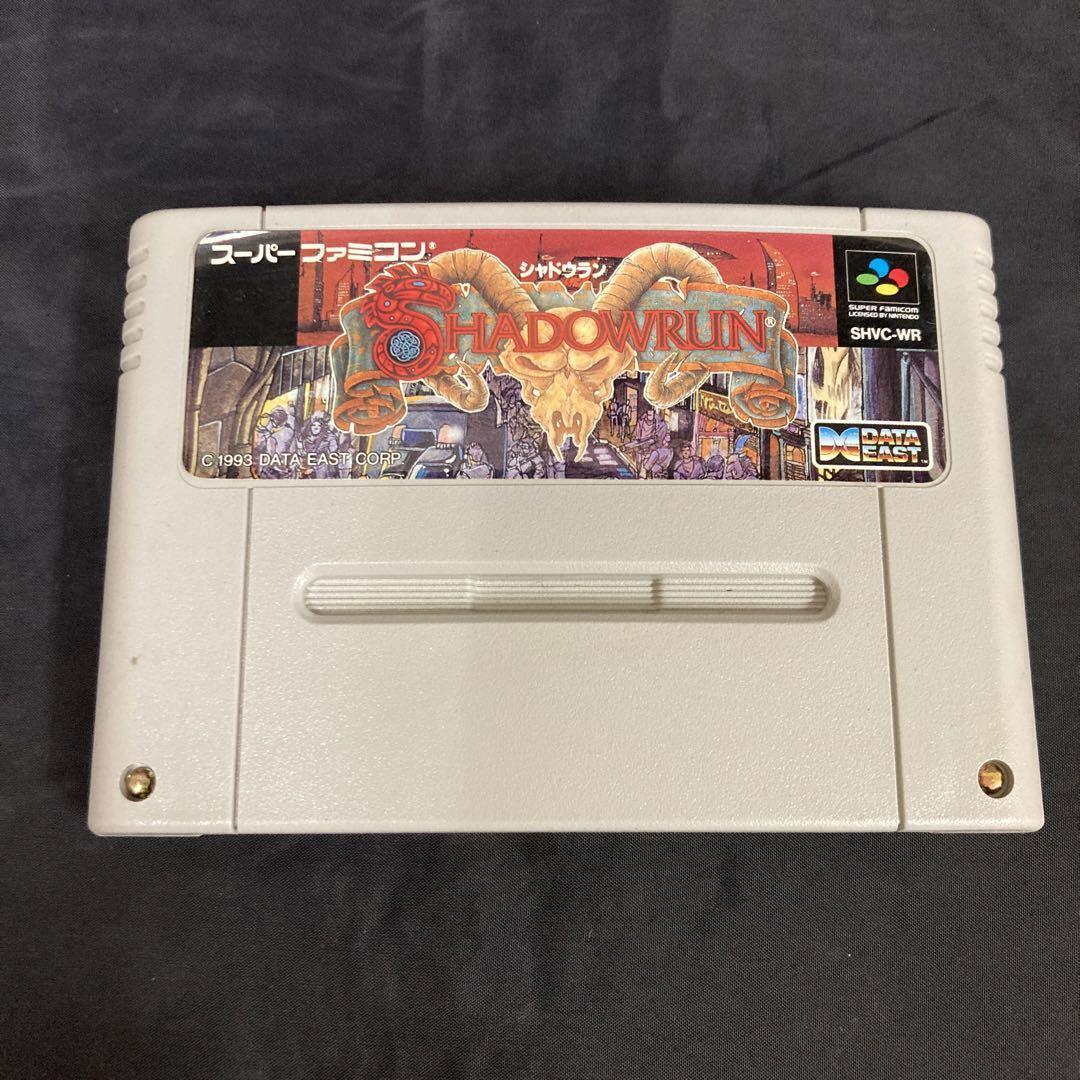 スーパーファミコン®
シャドウラン
SHADOWRUN®
SUPER FAMICOM
LICENSED BY NINTENDO
SHVC-WR
© 1993 DATA EAST CORP.
DATA
EAST™